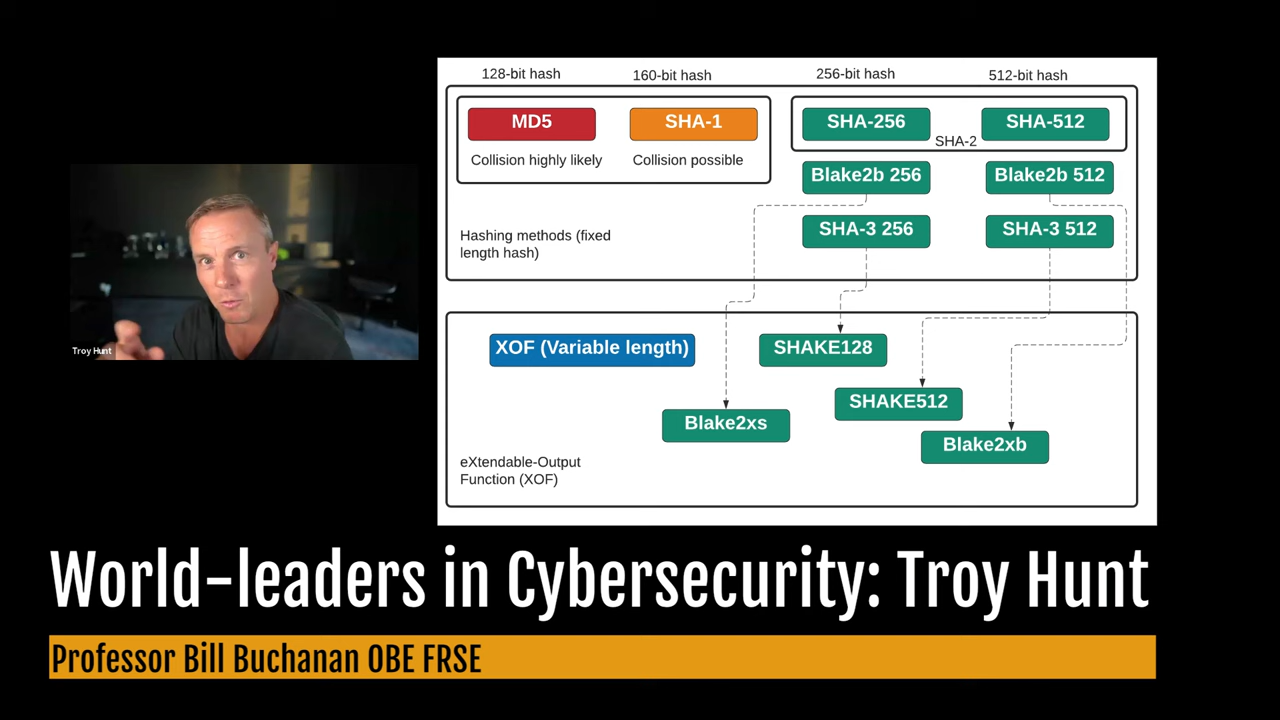 128-bit hash
160-bit hash
256-bit hash
512-bit hash
MD5
SHA-1
SHA-256
SHA-512
SHA-2
Collision highly likely
Collision possible
Blake2b 256
Blake2b 512
Hashing methods (fixed
length hash)
SHA-3 256
SHA-3 512
XOF (Variable length)
SHAKE128
SHAKE512
Blake2xs
Blake2xb
eXtendable-Output
Function (XOF)
Troy Hunt
World-leaders in Cybersecurity: Troy Hunt
Professor Bill Buchanan OBE FRSE